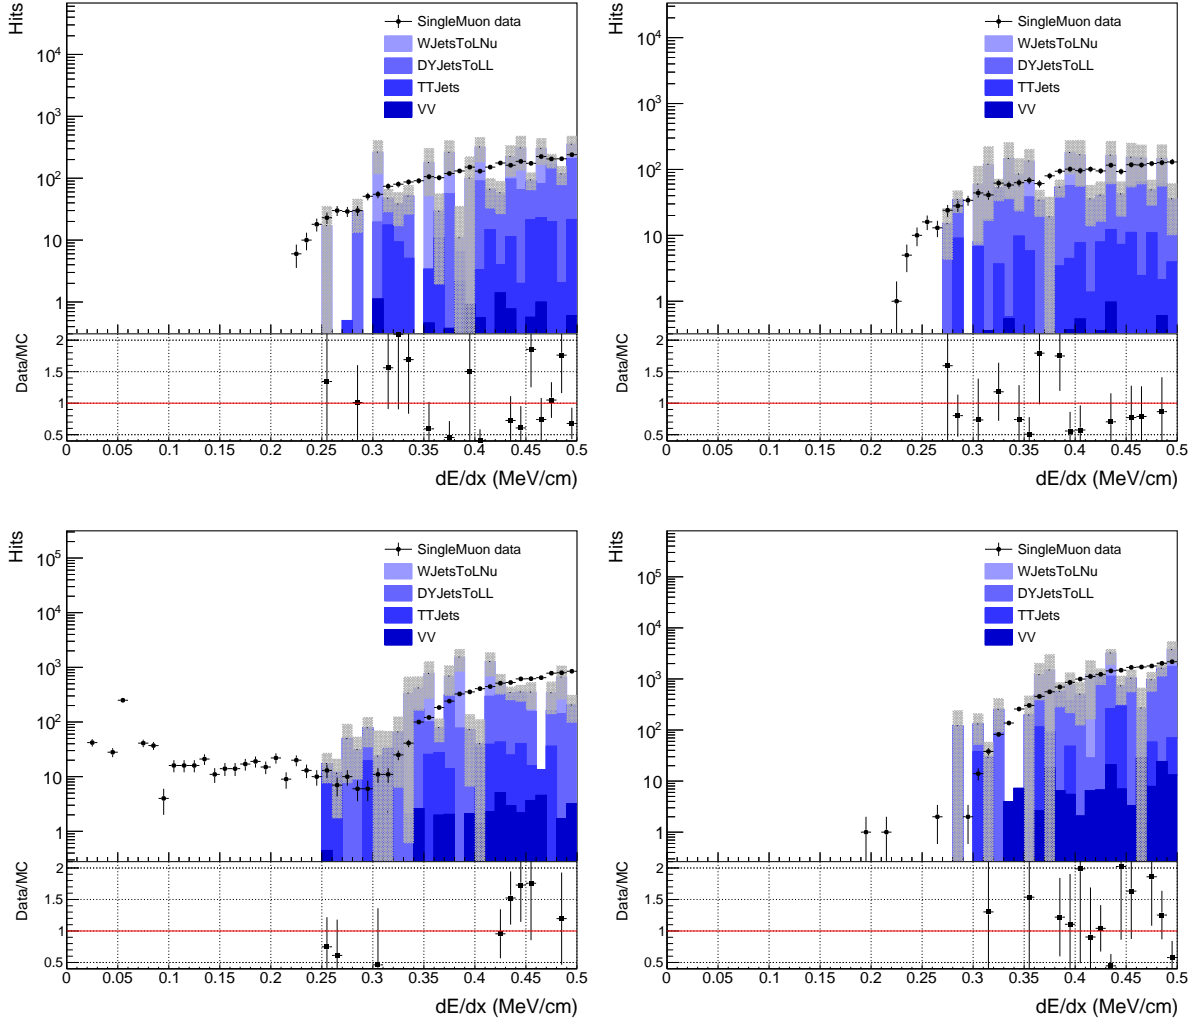 Hits
SingleMuon data
WJetsToLNu
DYJetsToLL
TTJets
VV
10^4
10^3
10^2
10
1
Data/MC
2
1.5
1
0.5
0 0.05 0.1 0.15 0.2 0.25 0.3 0.35 0.4 0.45 0.5
dE/dx (MeV/cm)
Hits
SingleMuon data
WJetsToLNu
DYJetsToLL
TTJets
VV
10^4
10^3
10^2
10
1
Data/MC
2
1.5
1
0.5
0 0.05 0.1 0.15 0.2 0.25 0.3 0.35 0.4 0.45 0.5
dE/dx (MeV/cm)
Hits
SingleMuon data
WJetsToLNu
DYJetsToLL
TTJets
VV
10^5
10^4
10^3
10^2
10
1
Data/MC
2
1.5
1
0.5
0 0.05 0.1 0.15 0.2 0.25 0.3 0.35 0.4 0.45 0.5
dE/dx (MeV/cm)
Hits
SingleMuon data
WJetsToLNu
DYJetsToLL
TTJets
VV
10^5
10^4
10^3
10^2
10
1
Data/MC
2
1.5
1
0.5
0 0.05 0.1 0.15 0.2 0.25 0.3 0.35 0.4 0.45 0.5
dE/dx (MeV/cm)